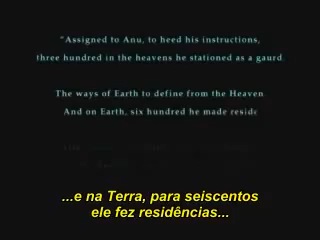 "Assigned to Anu, to heed his instructions,
three hundred in the heavens he stationed as a gaurd.
The ways of Earth to define from the Heaven
And on Earth, six hundred he made reside
...e na Terra, para seiscentos
ele fez residências...